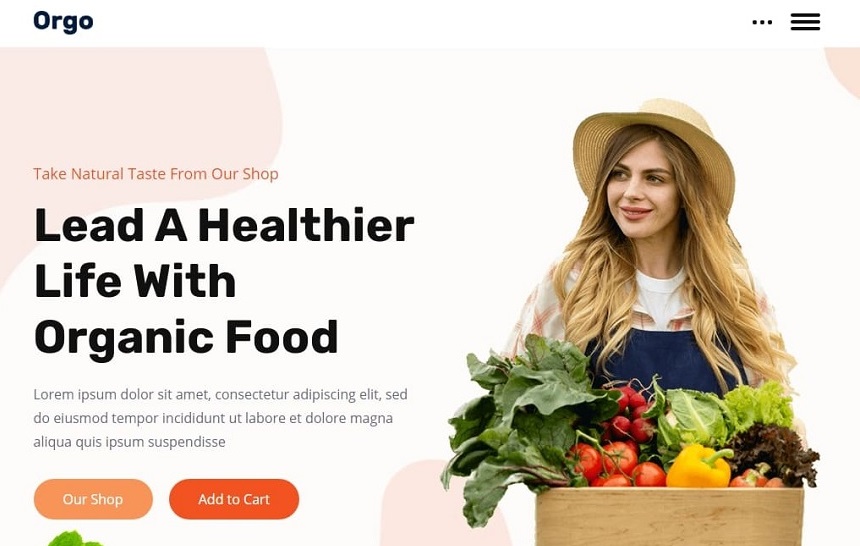 Orgo
Take Natural Taste From Our Shop
Lead A Healthier
Life With
Organic Food
Lorem ipsum dolor sit amet, consectetur adipiscing elit, sed
do eiusmod tempor incididunt ut labore et dolore magna
aliqua quis ipsum suspendisse
Our Shop
Add to Cart